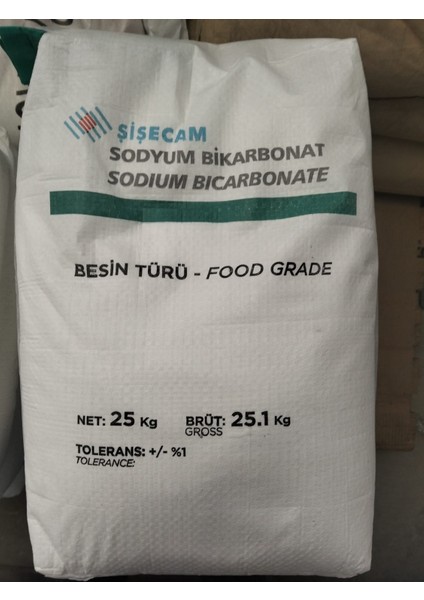 ŞİŞECAM
SODYUM BİKARBONAT
SODIUM BICARBONATE
BESİN TÜRÜ - FOOD GRADE
NET: 25 Kg BRÜT: 25.1 Kg
GROSS
TOLERANS: +/- %1
TOLERANCE: